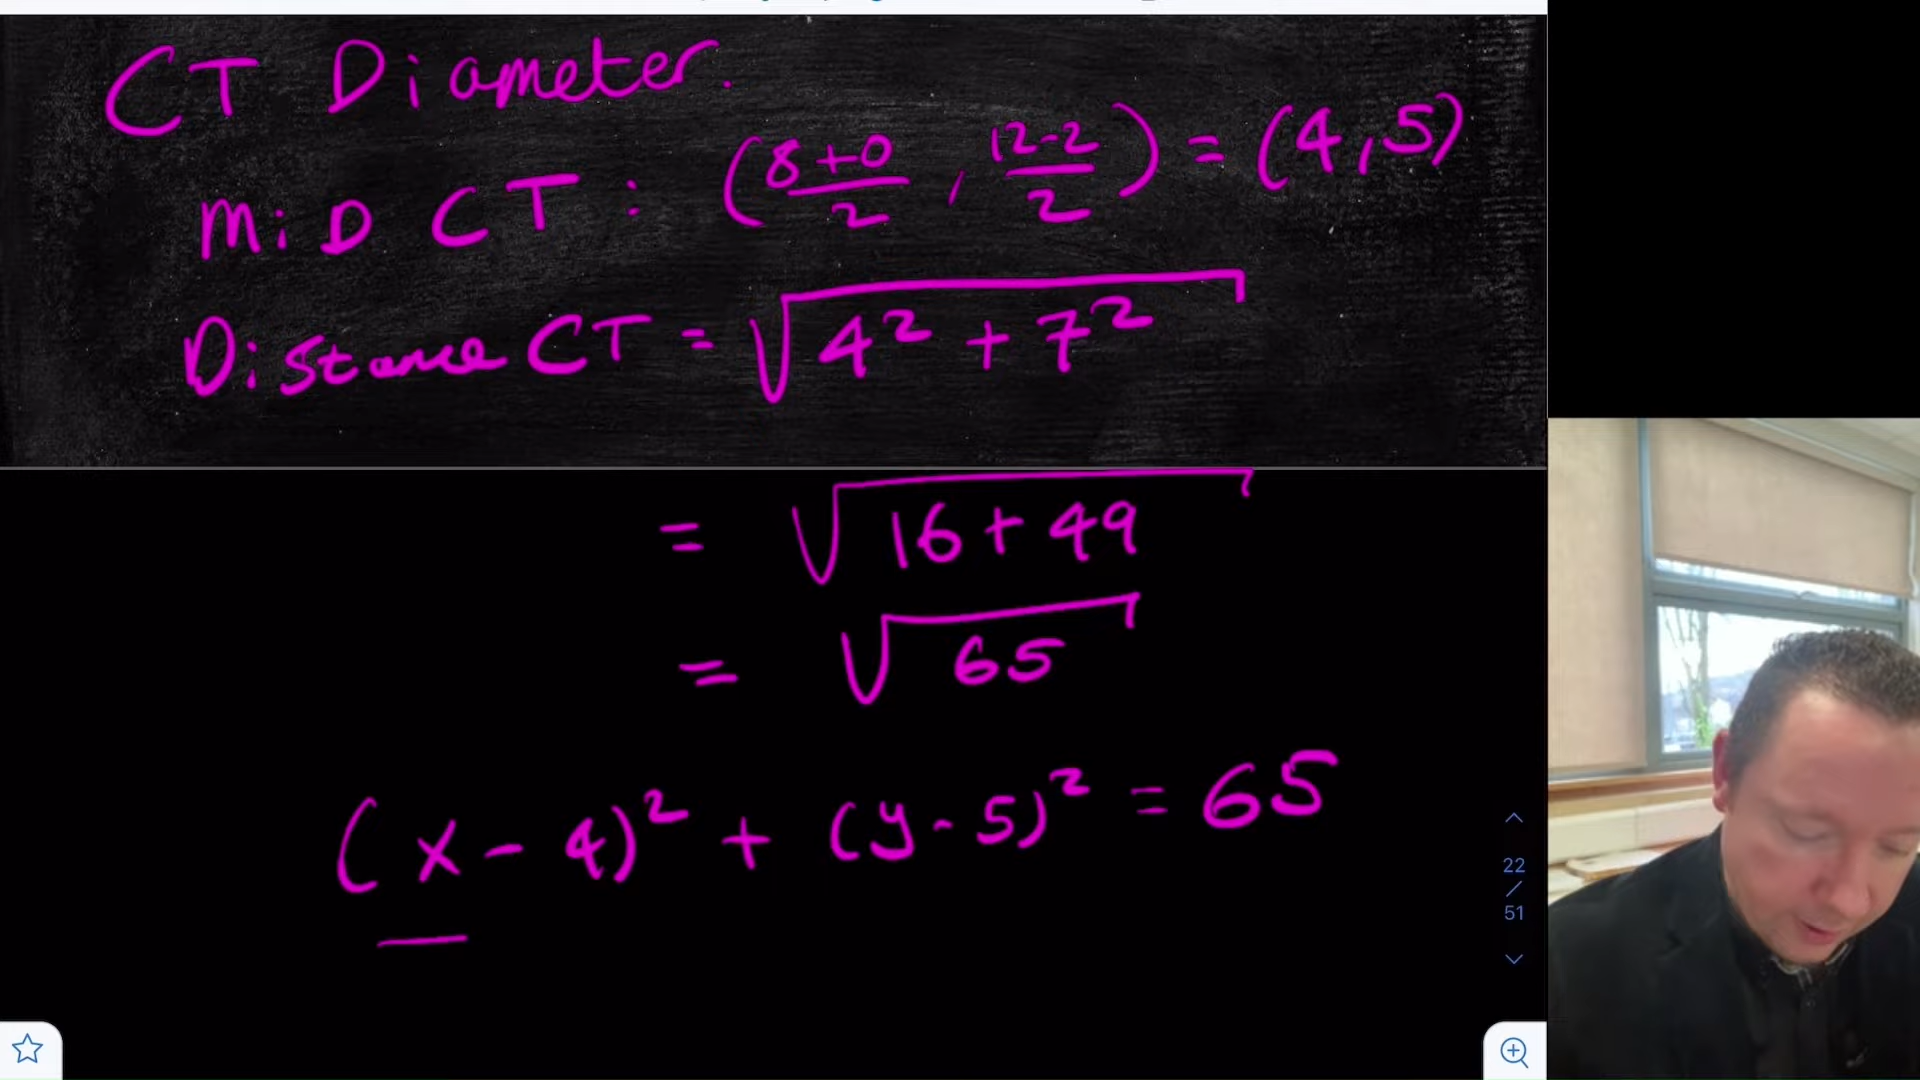 CT Diameter.
MiD CT : (8+0/2 , 12-2/2) = (4,5)
Distance CT = √4² + 7²
= √16 + 49
= √65
(x - 4)² + (y - 5)² = 65
22
/
51